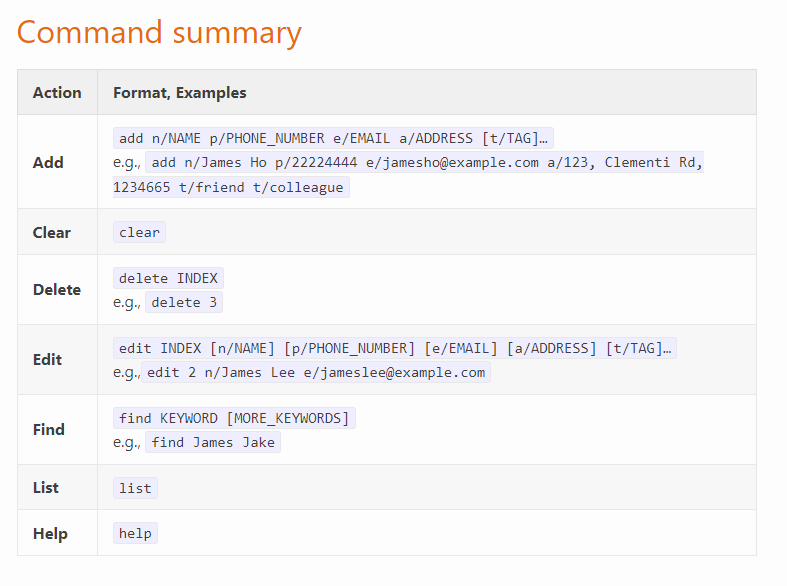 Command summary
Action Format, Examples
Add
add n/NAME p/PHONE_NUMBER e/EMAIL a/ADDRESS [t/TAG]…
e.g., add n/James Ho p/22224444 e/jamesho@example.com a/123, Clementi Rd,
1234665 t/friend t/colleague
Clear clear
Delete
delete INDEX
e.g., delete 3
Edit
edit INDEX [n/NAME] [p/PHONE_NUMBER] [e/EMAIL] [a/ADDRESS] [t/TAG]…
e.g., edit 2 n/James Lee e/jameslee@example.com
Find
find KEYWORD [MORE_KEYWORDS]
e.g., find James Jake
List list
Help help